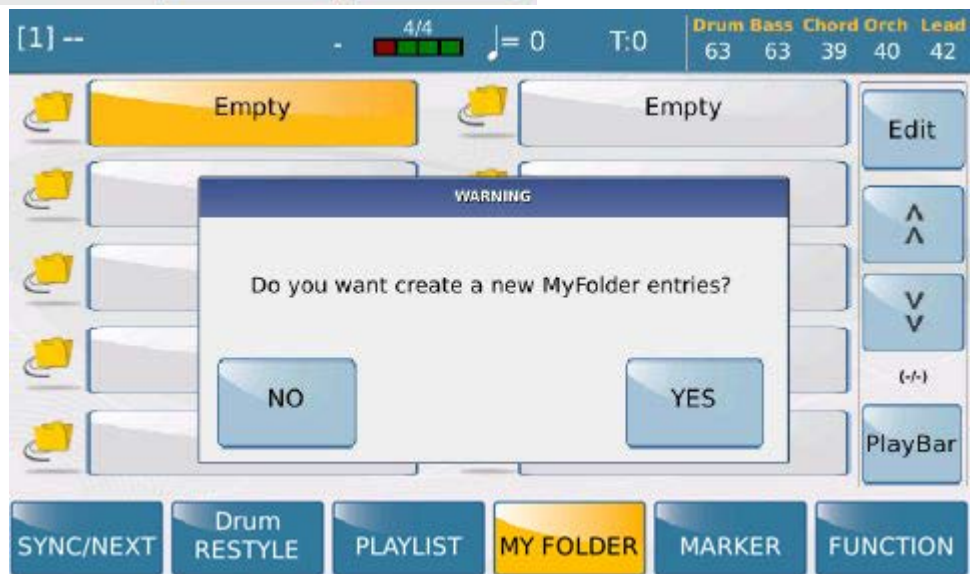 [1] -- - 4/4 ♩= 0 T:0 Drum Bass Chord Orch Lead
63 63 39 40 42
Empty Empty Edit
WARNING
Do you want create a new MyFolder entries?
NO YES
(-/-)
PlayBar
SYNC/NEXT Drum RESTYLE PLAYLIST MY FOLDER MARKER FUNCTION